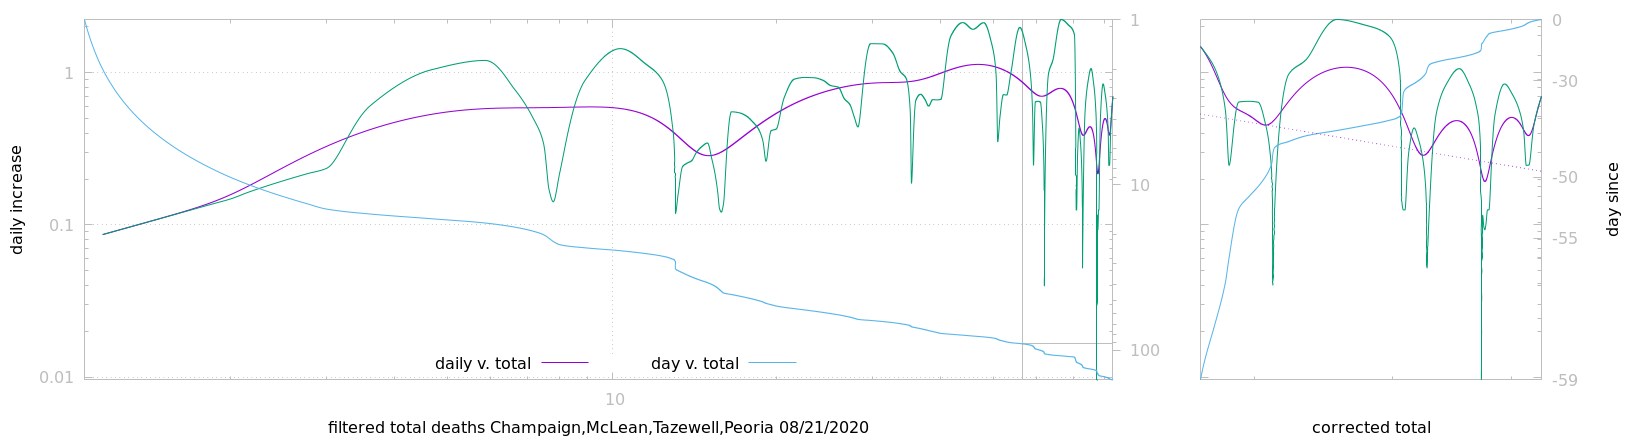 daily increase
1
0.1
0.01
10
1
10
100
daily v. total
day v. total
filtered total deaths Champaign,McLean,Tazewell,Peoria 08/21/2020
0
-30
-50
-55
-59
day since
corrected total